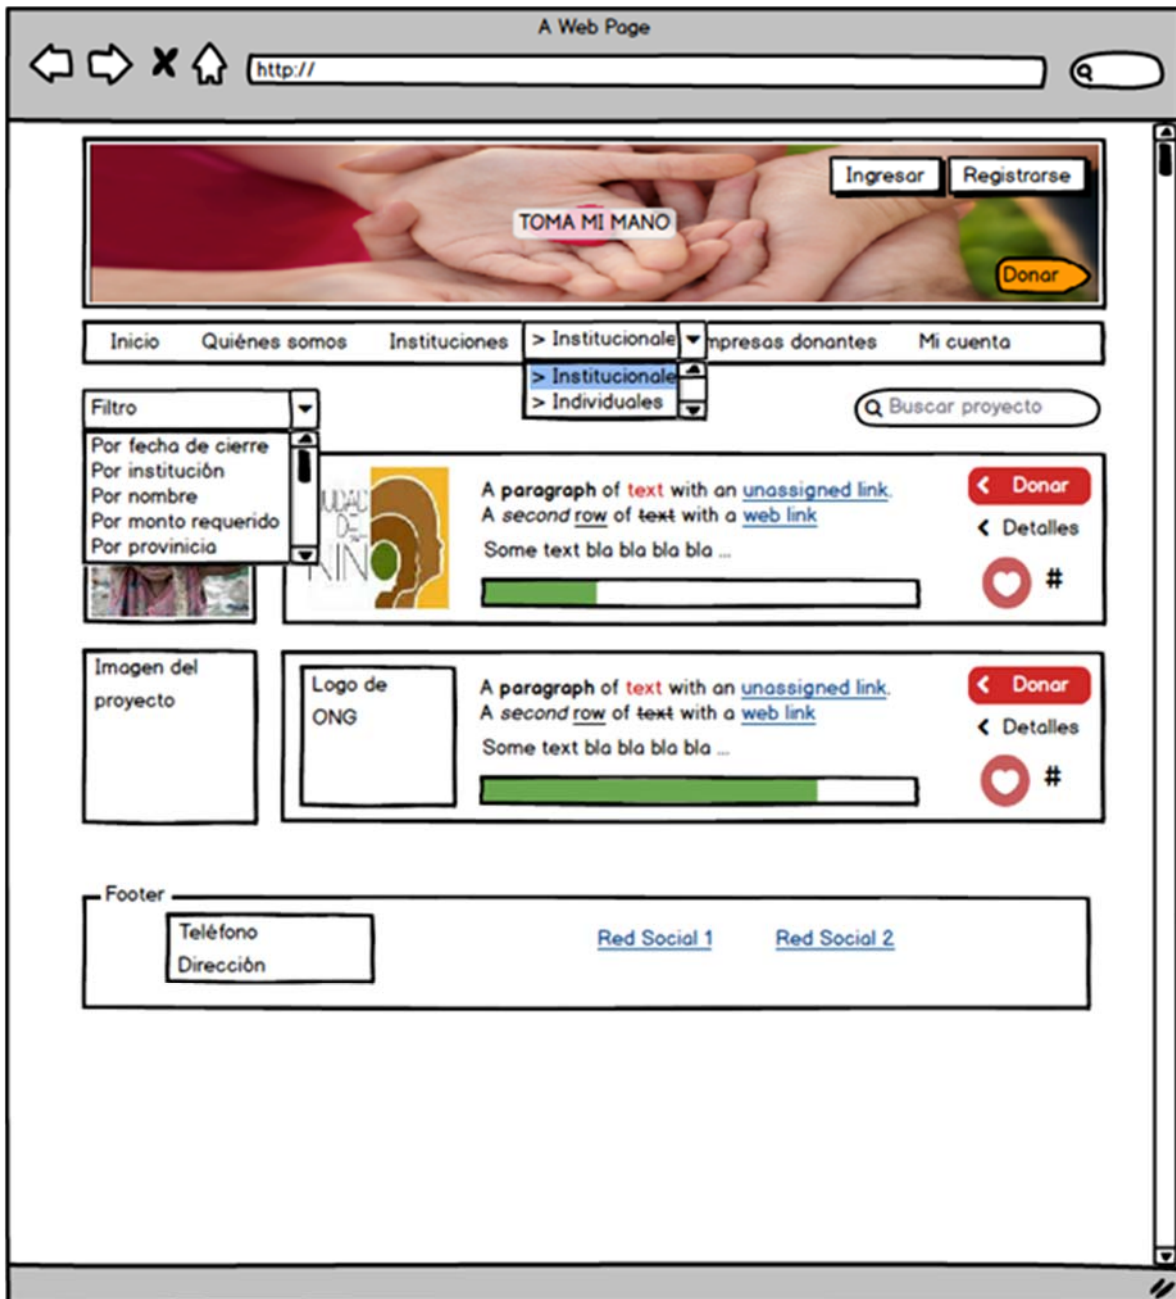 A Web Page
http://
Ingresar Registrarse
TOMA MI MANO
Donar
Inicio Quiénes somos Instituciones > Institucionale mpresas donantes Mi cuenta
> Institucionale
> Individuales
Filtro
Buscar proyecto
Por fecha de cierre
Por institución
Por nombre
Por monto requerido
Por provinicia
UDAD
DEL
NIN
A paragraph of text with an unassigned link.
A second row of text with a web link
Some text bla bla bla bla ...
< Donar
< Detalles
#
Imagen del
proyecto
Logo de
ONG
A paragraph of text with an unassigned link.
A second row of text with a web link
Some text bla bla bla bla ...
< Donar
< Detalles
#
Footer
Teléfono
Dirección
Red Social 1 Red Social 2